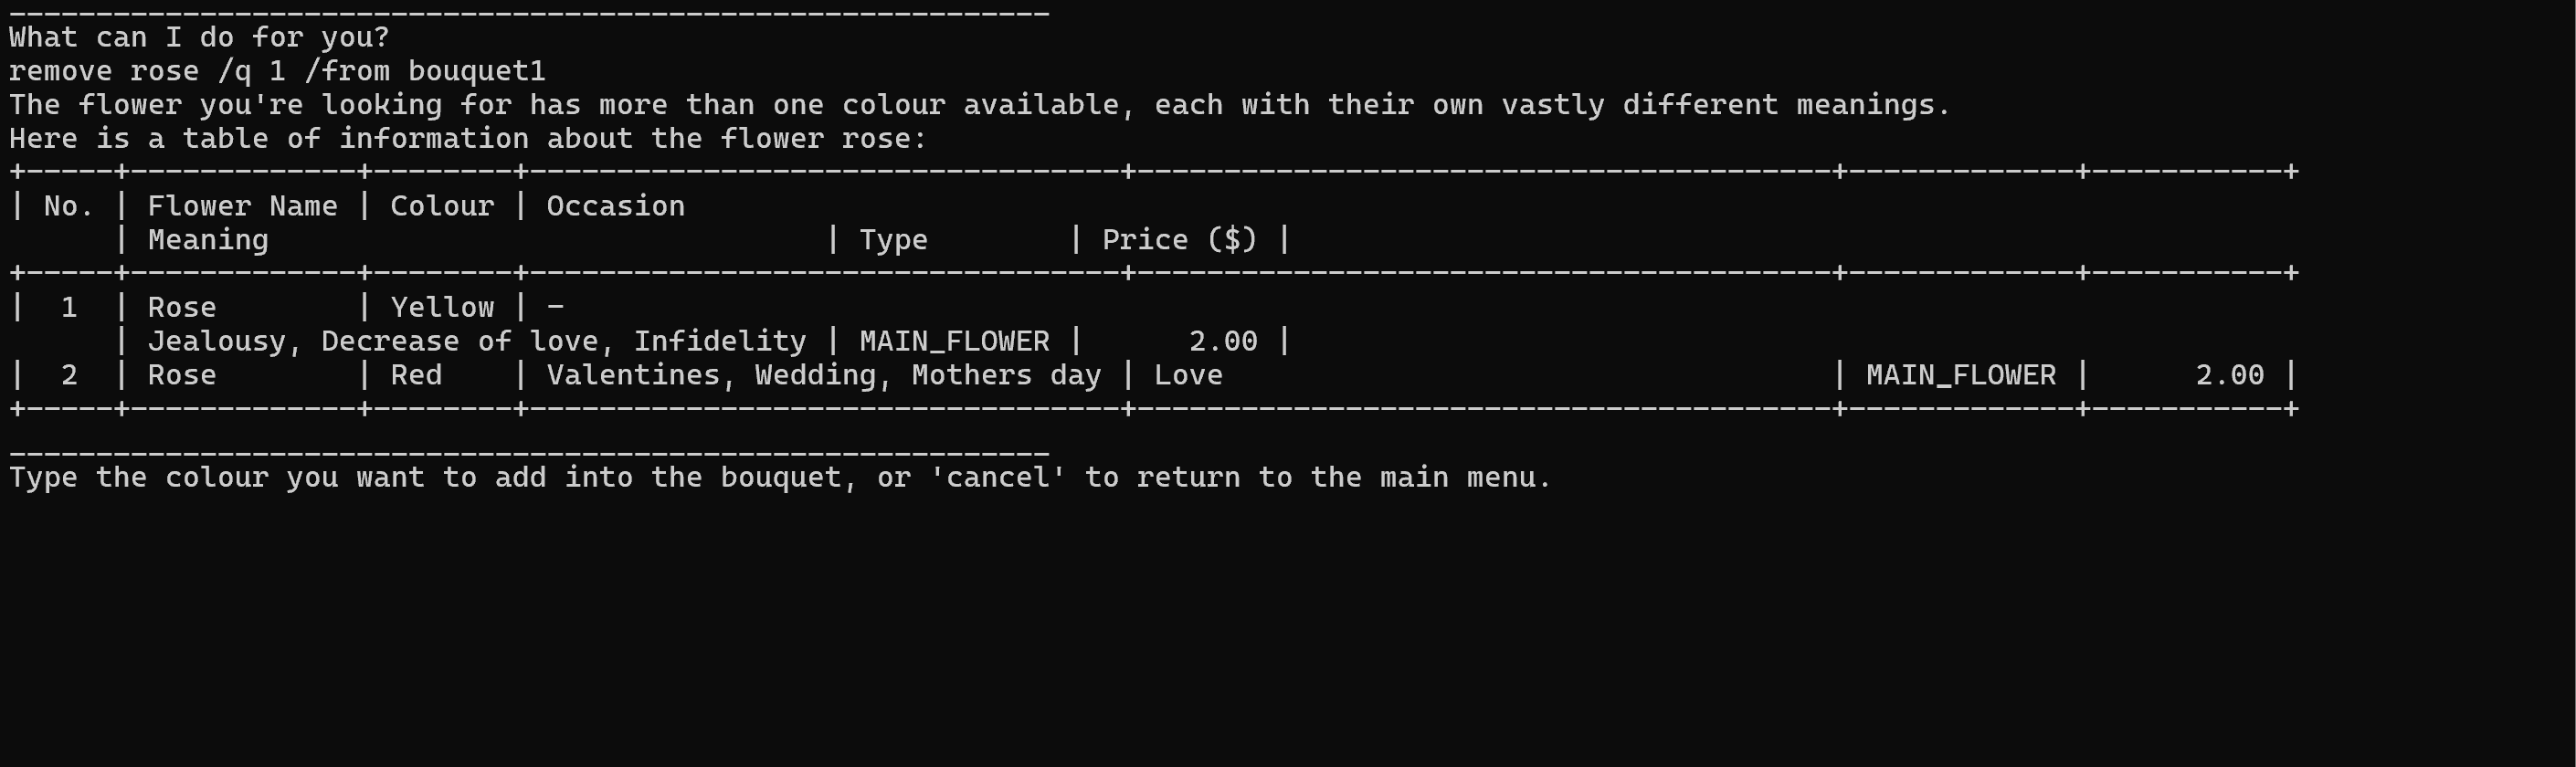 ____________________________________________________________
What can I do for you?
remove rose /q 1 /from bouquet1
The flower you're looking for has more than one colour available, each with their own vastly different meanings.
Here is a table of information about the flower rose:
+-----+-------------+--------+----------------------------------+----------------------------------------+-------------+-----------+
| No. | Flower Name | Colour | Occasion
      | Meaning                                | Type        | Price ($) |
+-----+-------------+--------+----------------------------------+----------------------------------------+-------------+-----------+
|  1  | Rose        | Yellow | -
      | Jealousy, Decrease of love, Infidelity | MAIN_FLOWER |      2.00 |
|  2  | Rose        | Red    | Valentines, Wedding, Mothers day | Love                                   | MAIN_FLOWER |      2.00 |
+-----+-------------+--------+----------------------------------+----------------------------------------+-------------+-----------+
____________________________________________________________
Type the colour you want to add into the bouquet, or 'cancel' to return to the main menu.